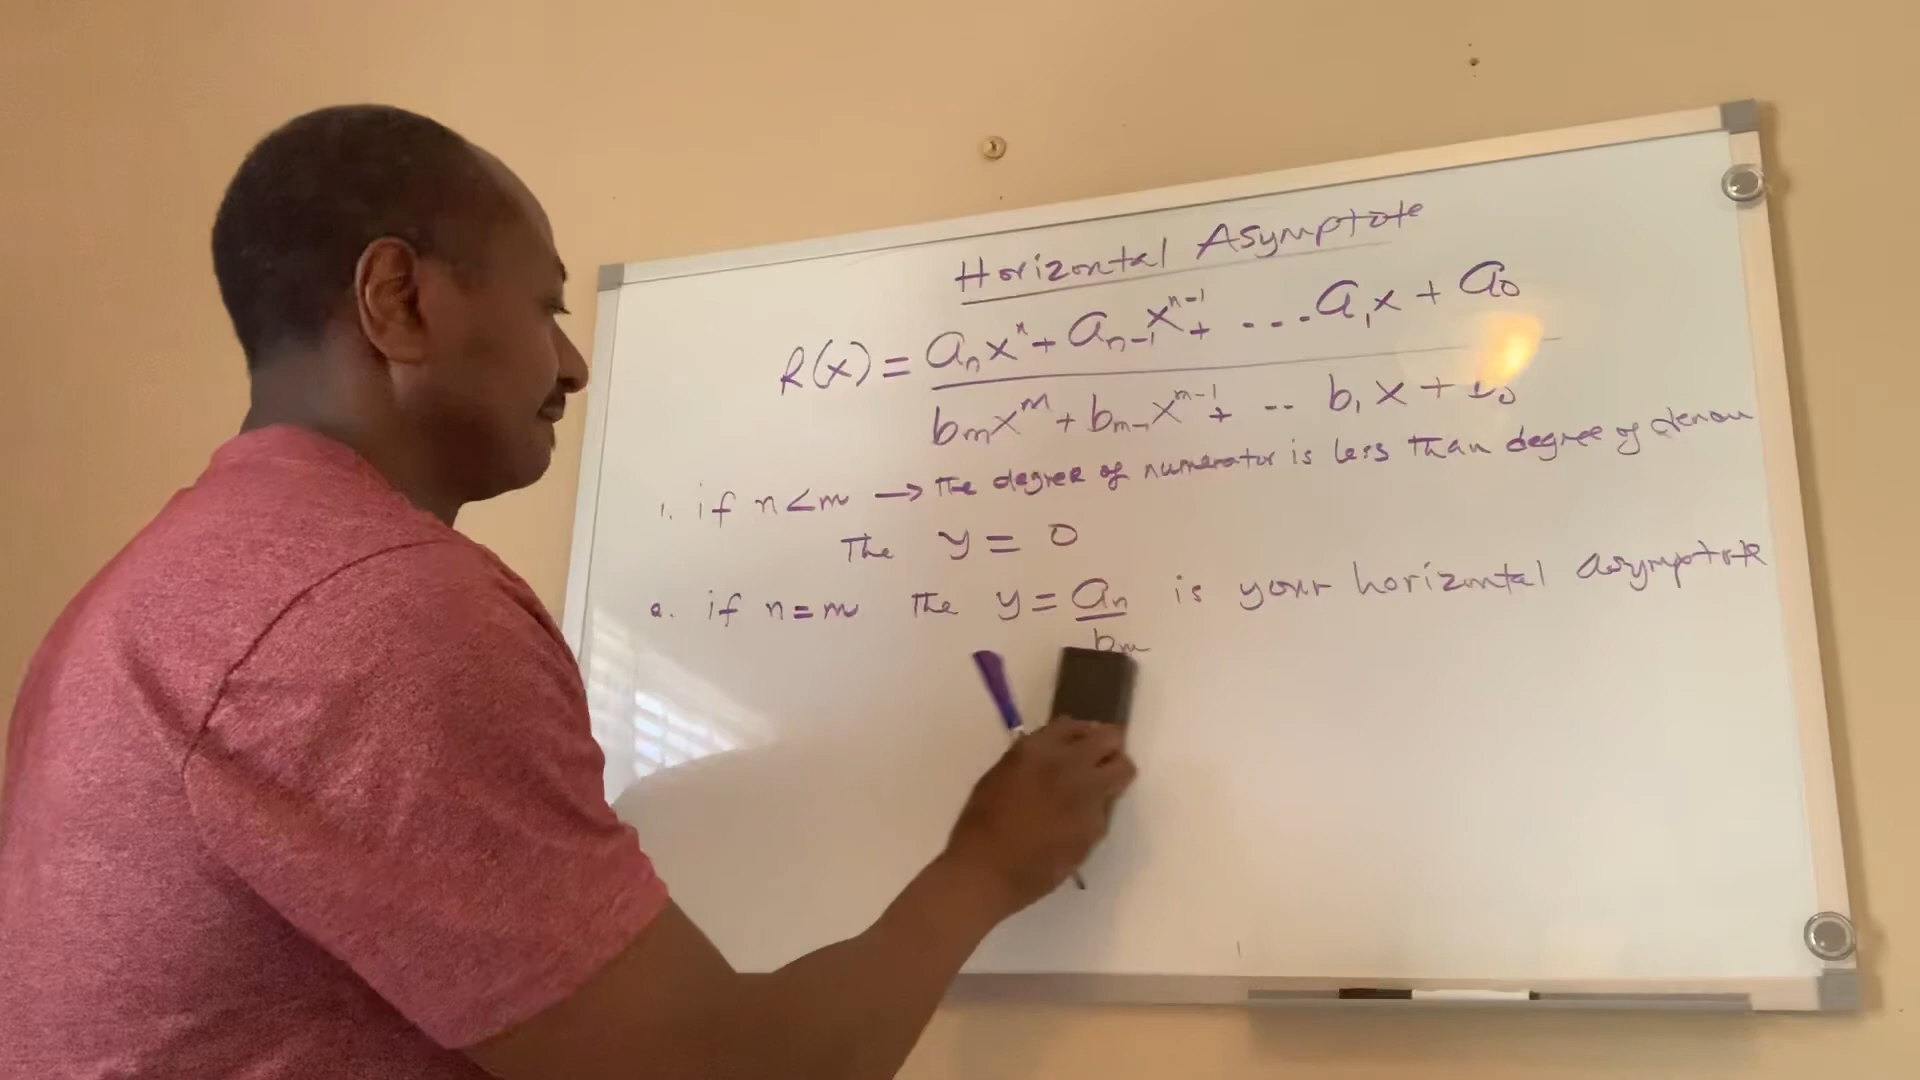 Horizontal Asymptote
R(x) = aₙxⁿ + aₙ₋₁xⁿ⁻¹ + ... a₁x + a₀
bₘxᵐ + bₘ₋₁xᵐ⁻¹ + -- b₁x + ₀
1. if n<m → The degree of numerator is less than degree of denom
The y = 0
2. if n=m The y = aₙ is your horizontal asymptote
bₘ